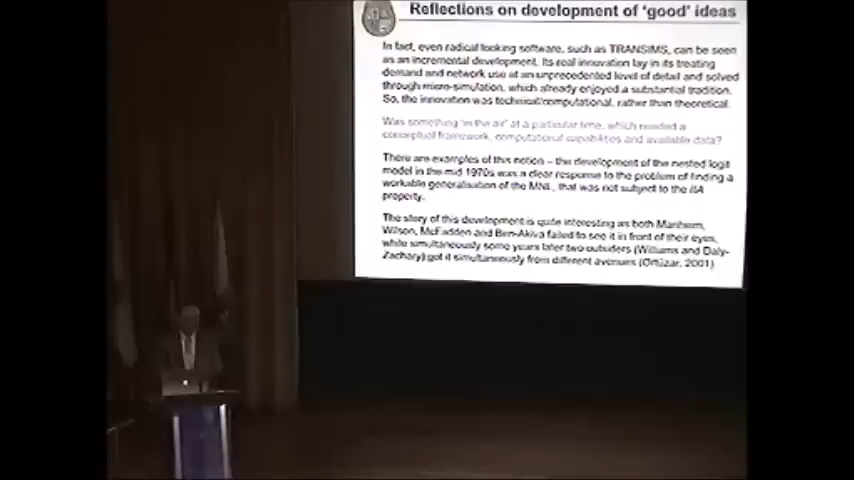 Reflections on development of 'good' ideas
In fact, even radical looking software, such as TRANSIMS, can be seen
as an incremental development. Its real innovation lay in its treating
demand and network use at an unprecedented level of detail and solved
through micro-simulation, which already enjoyed a substantial tradition.
So, the innovation was technical/computational, rather than theoretical.
Was something "in the air" at a particular time, which needed a
conceptual framework, computational capabilities and available data?
There are examples of this notion – the development of the nested logit
model in the mid 1970s was a clear response to the problem of finding a
workable generalisation of the MNL, that was not subject to the IIA
property.
The story of this development is quite interesting as both Manheim,
Wilson, McFadden and Ben-Akiva failed to see it in front of their eyes,
while simultaneously some years later two outsiders (Williams and Daly-
Zachary) got it simultaneously from different avenues (Ortúzar, 2001)